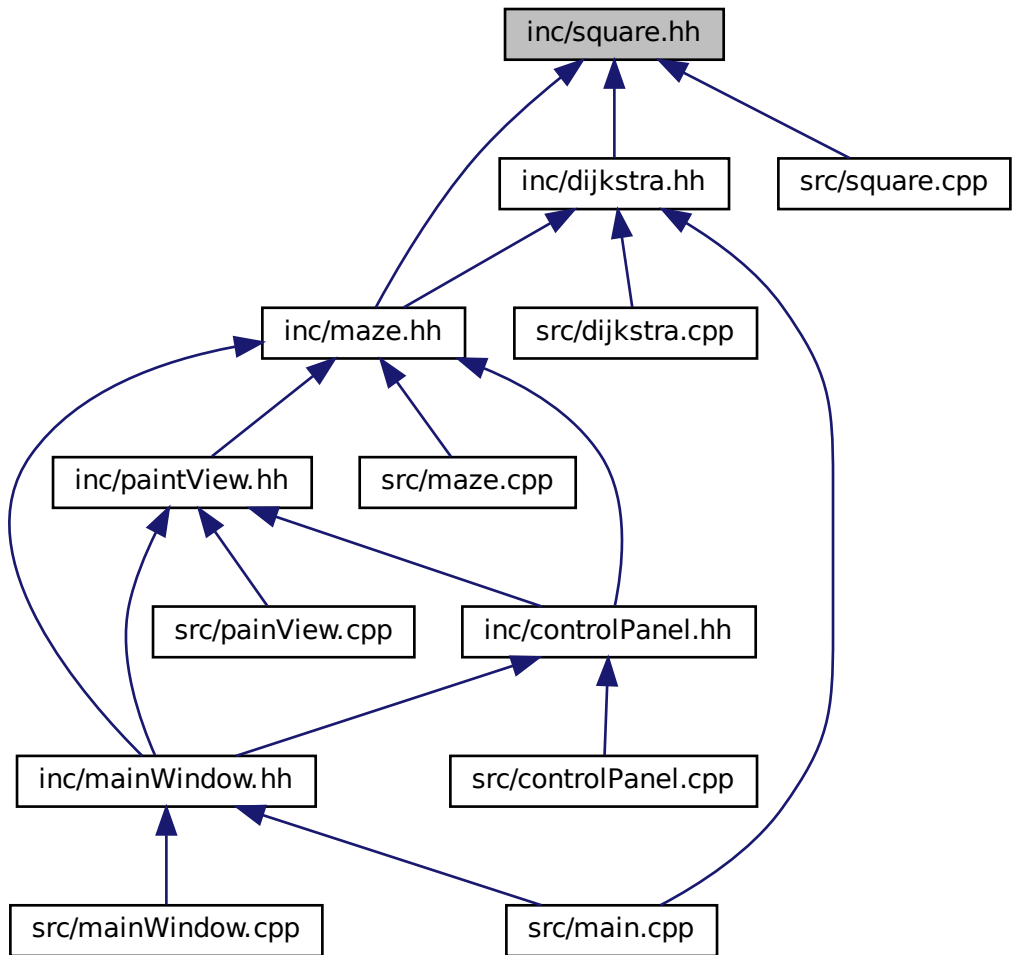 inc/square.hh
inc/dijkstra.hh
src/square.cpp
inc/maze.hh
src/dijkstra.cpp
inc/paintView.hh
src/maze.cpp
src/painView.cpp
inc/controlPanel.hh
inc/mainWindow.hh
src/controlPanel.cpp
src/mainWindow.cpp
src/main.cpp